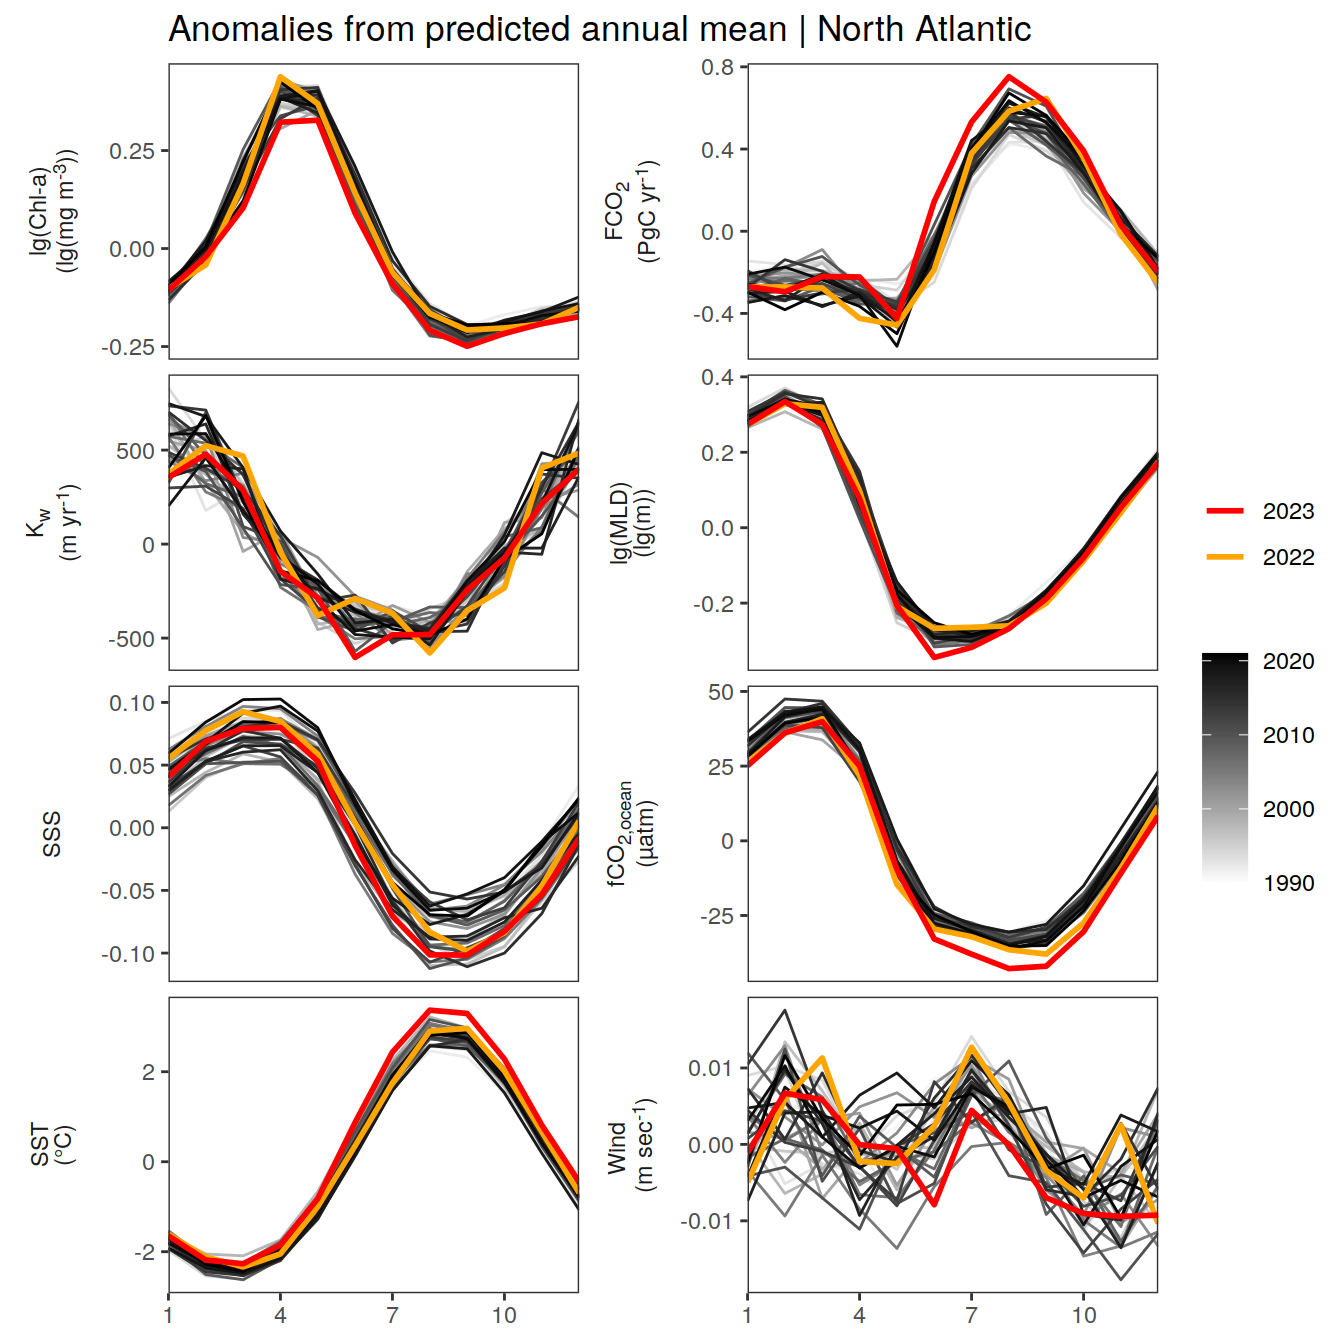 Anomalies from predicted annual mean | North Atlantic
lg(Chl-a)
(lg(mg m⁻³))
0.25
0.00
-0.25
FCO₂
(PgC yr⁻¹)
0.8
0.4
0.0
-0.4
K_w
(m yr⁻¹)
500
0
-500
lg(MLD)
(lg(m))
0.4
0.2
0.0
-0.2
SSS
0.10
0.05
0.00
-0.05
-0.10
fCO₂,ocean
(µatm)
50
25
0
-25
SST
(°C)
2
0
-2
1
4
7
10
Wind
(m sec⁻¹)
0.01
0.00
-0.01
1
4
7
10
2023
2022
2020
2010
2000
1990